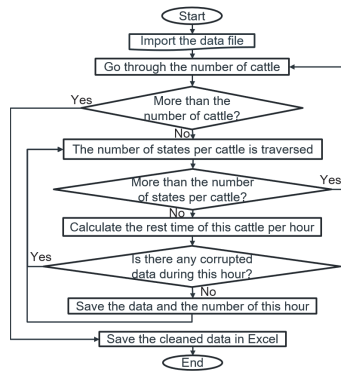 Start
Import the data file
Go through the number of cattle
Yes
More than the
number of cattle?
No
The number of states per cattle is traversed
More than the number
of states per cattle?
Yes
No
Calculate the rest time of this cattle per hour
Yes
Is there any corrupted
data during this hour?
No
Save the data and the number of this hour
Save the cleaned data in Excel
End